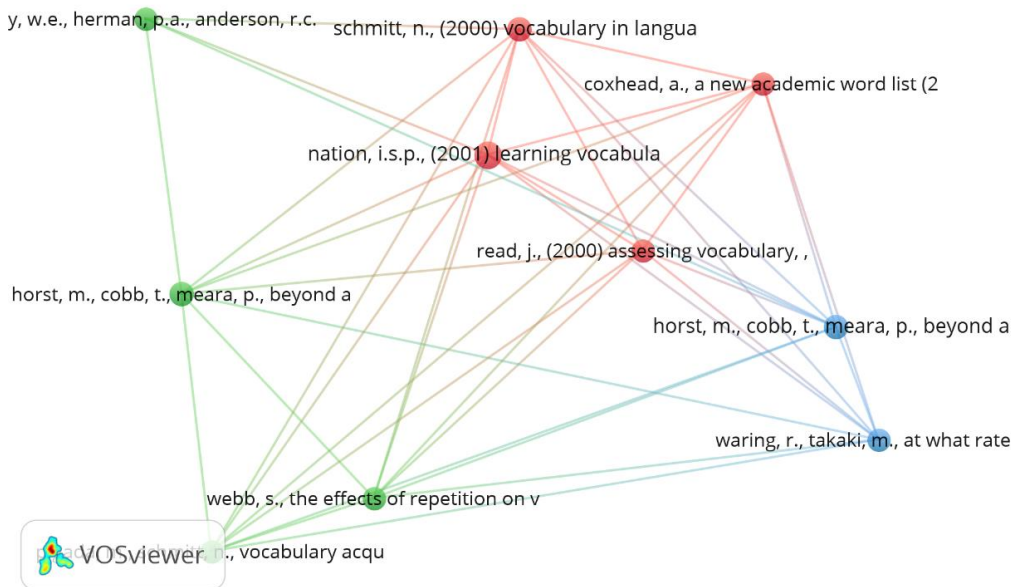 y, w.e., herman, p.a., anderson, r.c.
schmitt, n., (2000) vocabulary in langua
coxhead, a., a new academic word list (2
nation, i.s.p., (2001) learning vocabula
read, j., (2000) assessing vocabulary, ,
horst, m., cobb, t., meara, p., beyond a
horst, m., cobb, t., meara, p., beyond a
waring, r., takaki, m., at what rate
webb, s., the effects of repetition on v
schmitt, n., vocabulary acqu
VOSviewer